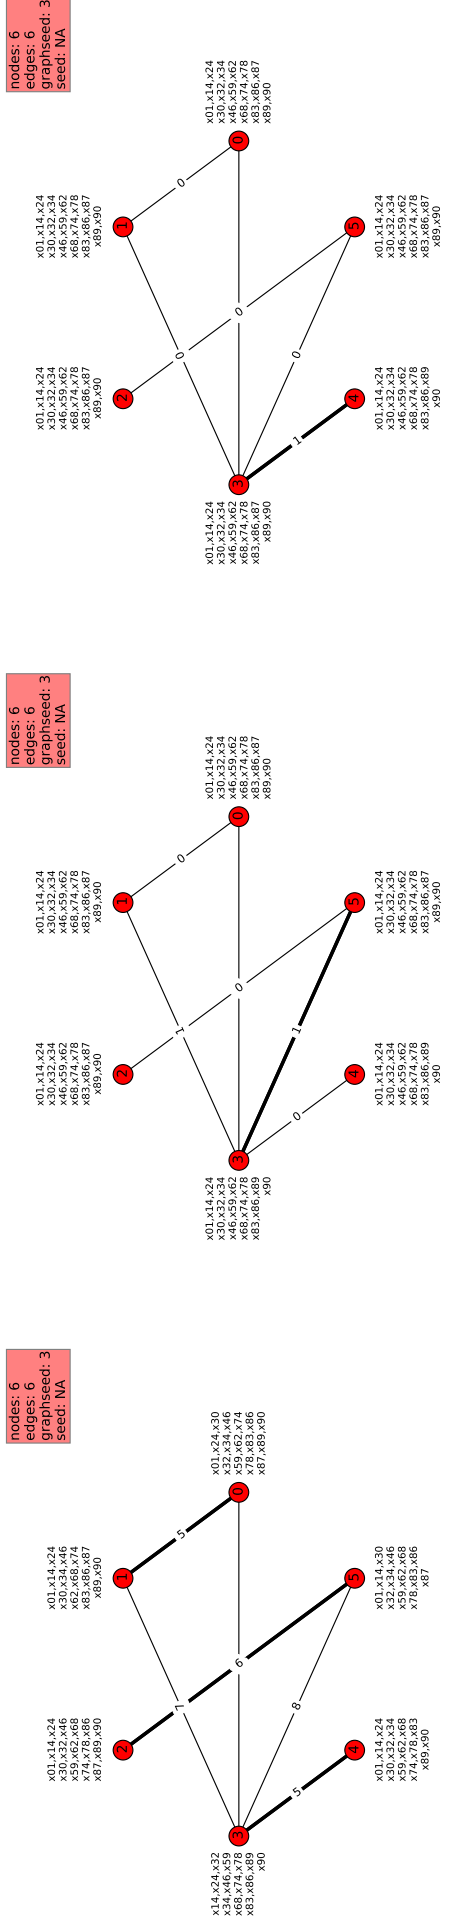 nodes: 6
edges: 6
graphseed: 3
seed: NA
x01,x14,x24
x30,x32,x46
x59,x62,x68
x74,x78,x86
x87,x89,x90
2
x01,x14,x24
x30,x34,x46
x62,x68,x74
x83,x86,x87
x89,x90
1
7
5
x14,x24,x32
x34,x46,x59
x68,x74,x78
x83,x86,x89
x90
3
6
0
x01,x24,x30
x32,x34,x46
x59,x62,x74
x78,x83,x86
x87,x89,x90
5
8
4
x01,x14,x24
x30,x32,x34
x59,x62,x68
x74,x78,x83
x89,x90
5
x01,x14,x30
x32,x34,x46
x59,x62,x68
x78,x83,x86
x87
nodes: 6
edges: 6
graphseed: 3
seed: NA
x01,x14,x24
x30,x32,x34
x46,x59,x62
x68,x74,x78
x83,x86,x87
x89,x90
2
x01,x14,x24
x30,x32,x34
x46,x59,x62
x68,x74,x78
x83,x86,x87
x89,x90
1
1
0
x01,x14,x24
x30,x32,x34
x46,x59,x62
x68,x74,x78
x83,x86,x89
x90
3
0
0
x01,x14,x24
x30,x32,x34
x46,x59,x62
x68,x74,x78
x83,x86,x87
x89,x90
0
1
4
x01,x14,x24
x30,x32,x34
x46,x59,x62
x68,x74,x78
x83,x86,x89
x90
5
x01,x14,x24
x30,x32,x34
x46,x59,x62
x68,x74,x78
x83,x86,x87
x89,x90
nodes: 6
edges: 6
graphseed: 3
seed: NA
x01,x14,x24
x30,x32,x34
x46,x59,x62
x68,x74,x78
x83,x86,x87
x89,x90
2
x01,x14,x24
x30,x32,x34
x46,x59,x62
x68,x74,x78
x83,x86,x87
x89,x90
1
0
0
x01,x14,x24
x30,x32,x34
x46,x59,x62
x68,x74,x78
x83,x86,x87
x89,x90
3
0
0
x01,x14,x24
x30,x32,x34
x46,x59,x62
x68,x74,x78
x83,x86,x87
x89,x90
1
0
4
x01,x14,x24
x30,x32,x34
x46,x59,x62
x68,x74,x78
x83,x86,x89
x90
5
x01,x14,x24
x30,x32,x34
x46,x59,x62
x68,x74,x78
x83,x86,x87
x89,x90